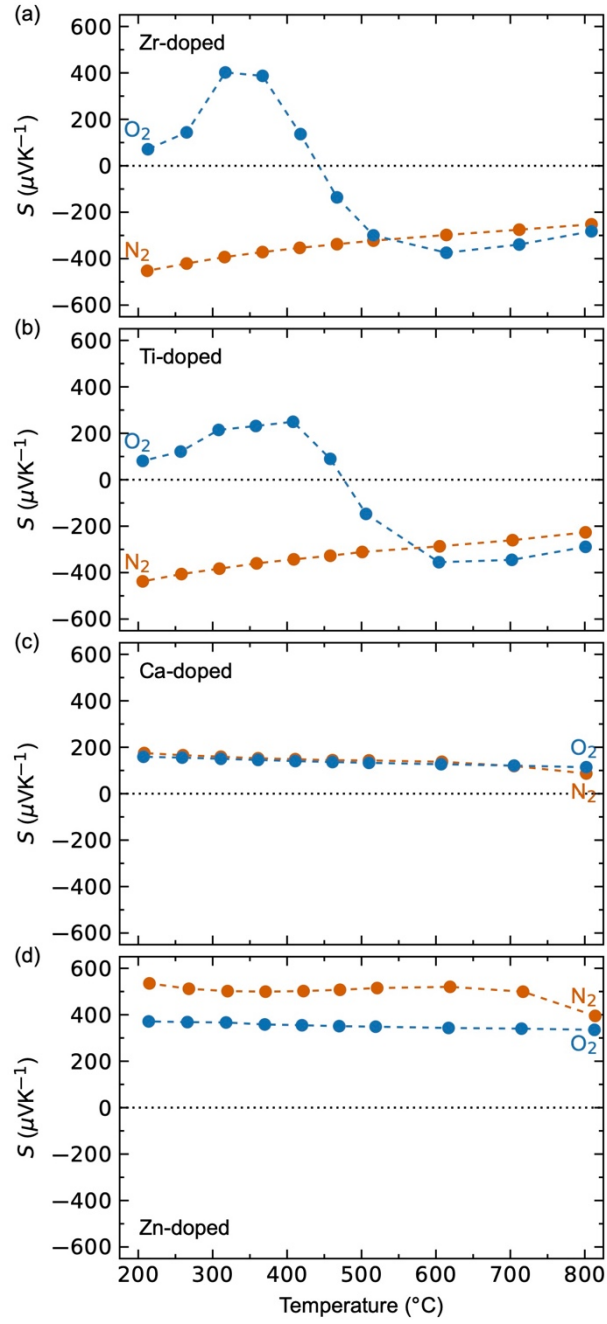 (a)
Zr-doped
600
400
200
0
−200
−400
−600
S (μVK⁻¹)
O₂
N₂
(b)
Ti-doped
600
400
200
0
−200
−400
−600
S (μVK⁻¹)
O₂
N₂
(c)
Ca-doped
600
400
200
0
−200
−400
−600
S (μVK⁻¹)
O₂
N₂
(d)
600
400
200
0
−200
−400
−600
S (μVK⁻¹)
N₂
O₂
Zn-doped
200 300 400 500 600 700 800
Temperature (°C)